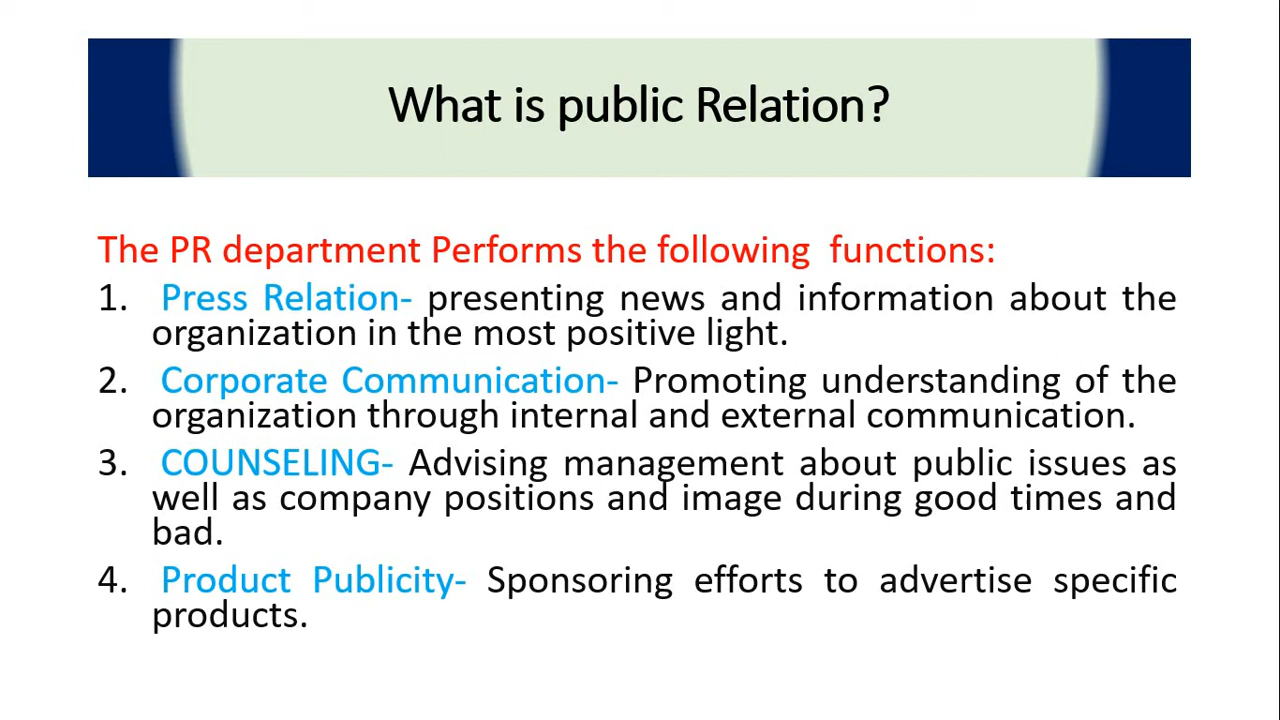 What is public Relation?
The PR department Performs the following functions:
1. Press Relation- presenting news and information about the
organization in the most positive light.
2. Corporate Communication- Promoting understanding of the
organization through internal and external communication.
3. COUNSELING- Advising management about public issues as
well as company positions and image during good times and
bad.
4. Product Publicity- Sponsoring efforts to advertise specific
products.